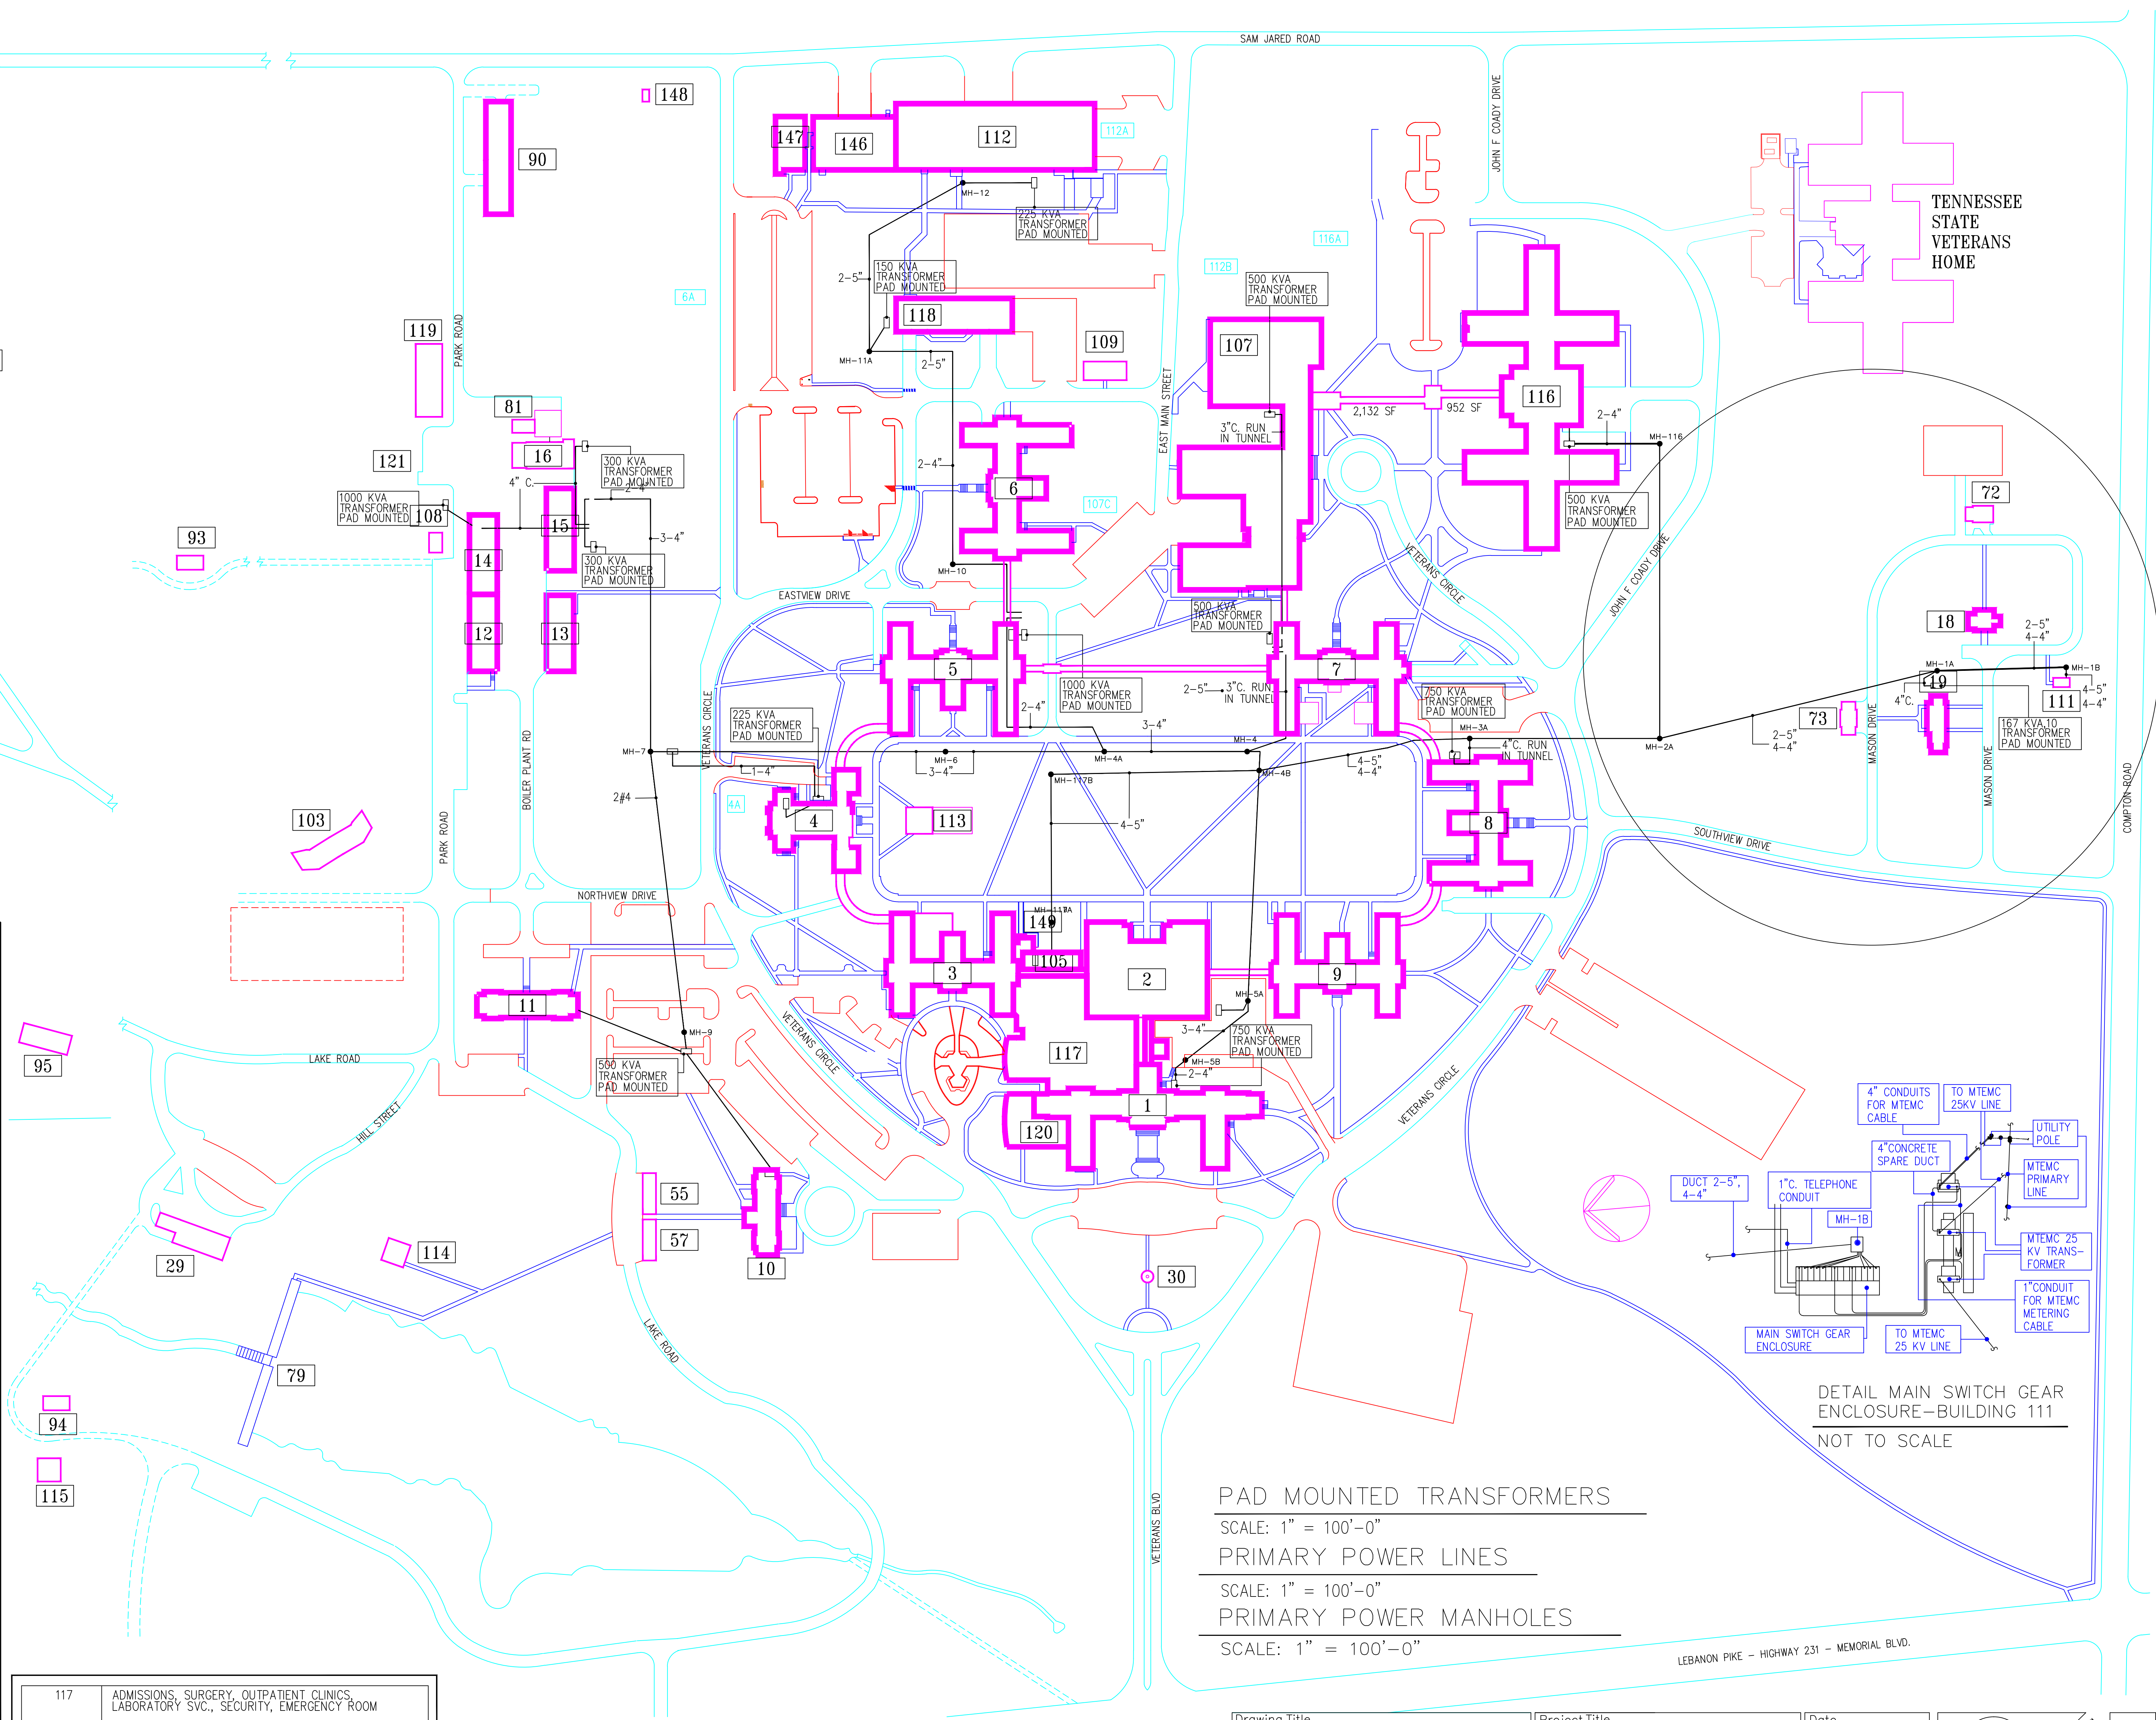 SAM JARED ROAD
JOHN F COADY DRIVE
148
90
147
146
112
112A
MH-12
225 KVA
TRANSFORMER
PAD MOUNTED
TENNESSEE
STATE
VETERANS
HOME
116A
112B
6A
2-5"
150 KVA
TRANSFORMER
PAD MOUNTED
500 KVA
TRANSFORMER
PAD MOUNTED
118
119
PARK ROAD
MH-11A
2-5"
109
107
EAST MAIN STREET
116
2,132 SF
952 SF
2-4"
MH-116
3"C. RUN
IN TUNNEL
81
16
121
300 KVA
TRANSFORMER
PAD MOUNTED
2-4"
4" C.
1000 KVA
TRANSFORMER
PAD MOUNTED
108
15
3-4"
2-4"
6
107C
500 KVA
TRANSFORMER
PAD MOUNTED
72
93
14
300 KVA
TRANSFORMER
PAD MOUNTED
MH-10
VETERANS CIRCLE
JOHN F COADY DRIVE
EASTVIEW DRIVE
500 KVA
TRANSFORMER
PAD MOUNTED
12
13
18
2-5"
4-4"
5
7
MH-1A
MH-1B
19
4"C.
111
4-5"
4-4"
1000 KVA
TRANSFORMER
PAD MOUNTED
2-5"
3"C. RUN
IN TUNNEL
750 KVA
TRANSFORMER
PAD MOUNTED
73
167 KVA,10
TRANSFORMER
PAD MOUNTED
225 KVA
TRANSFORMER
PAD MOUNTED
VETERANS CIRCLE
BOILER PLANT RD
2-4"
3-4"
MH-3A
4"C. RUN
IN TUNNEL
2-5"
4-4"
MH-2A
MASON DRIVE
MASON DRIVE
MH-7
MH-6
MH-4A
MH-4
1-4"
3-4"
MH-117B
MH-4B
4-5"
4-4"
2#4
4A
4
113
4-5"
8
103
PARK ROAD
SOUTHVIEW DRIVE
COMPTON ROAD
NORTHVIEW DRIVE
149
105
3
2
9
11
MH-5A
MH-9
3-4"
750 KVA
TRANSFORMER
PAD MOUNTED
VETERANS CIRCLE
117
MH-5B
2-4"
95
LAKE ROAD
500 KVA
TRANSFORMER
PAD MOUNTED
HILL STREET
1
120
VETERANS CIRCLE
4" CONDUITS
FOR MTEMC
CABLE
TO MTEMC
25KV LINE
UTILITY
POLE
4"CONCRETE
SPARE DUCT
MTEMC
PRIMARY
LINE
DUCT 2-5",
4-4"
1"C. TELEPHONE
CONDUIT
MH-1B
M
MTEMC 25
KV TRANS-
FORMER
1"CONDUIT
FOR MTEMC
METERING
CABLE
MAIN SWITCH GEAR
ENCLOSURE
TO MTEMC
25 KV LINE
55
57
10
114
29
30
LAKE ROAD
79
94
115
DETAIL MAIN SWITCH GEAR
ENCLOSURE-BUILDING 111
NOT TO SCALE
VETERANS BLVD
PAD MOUNTED TRANSFORMERS
SCALE: 1" = 100'-0"
PRIMARY POWER LINES
SCALE: 1" = 100'-0"
PRIMARY POWER MANHOLES
SCALE: 1" = 100'-0"
LEBANON PIKE - HIGHWAY 231 - MEMORIAL BLVD.
117 ADMISSIONS, SURGERY, OUTPATIENT CLINICS,
LABORATORY SVC., SECURITY, EMERGENCY ROOM
Drawing Title
Project Title
Date